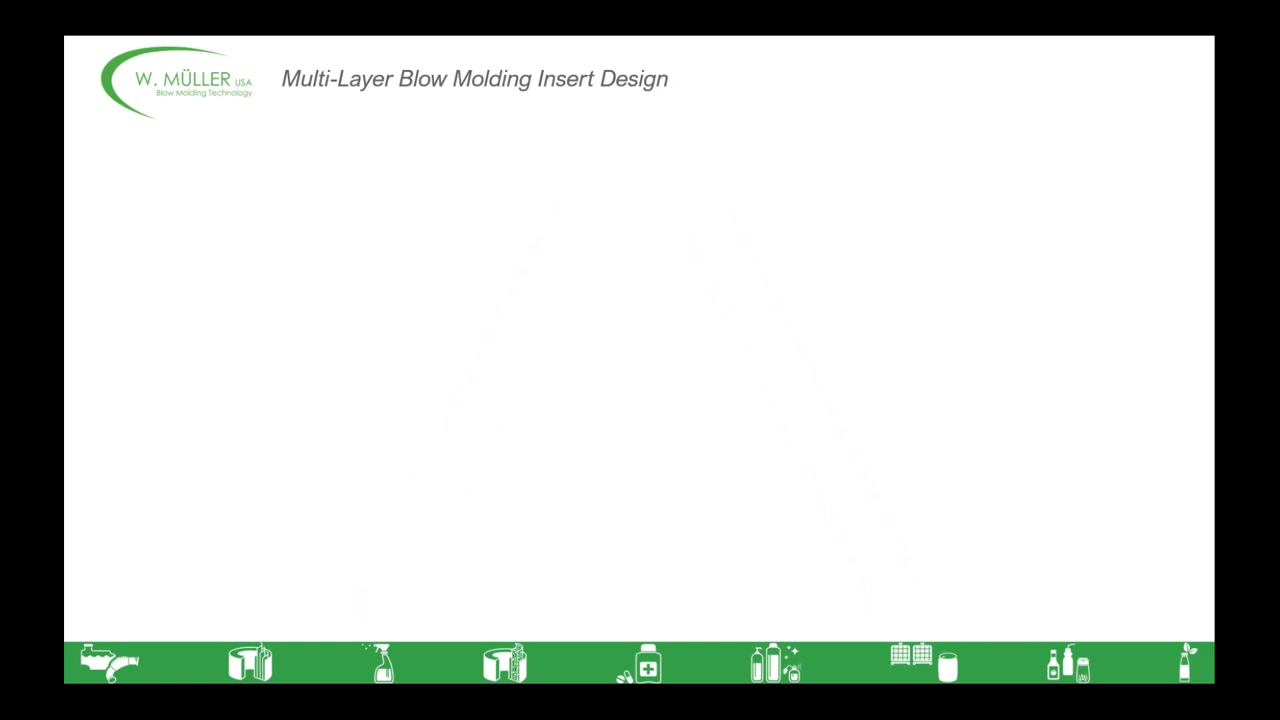 W. MÜLLER USA
Blow Molding Technology
Multi-Layer Blow Molding Insert Design